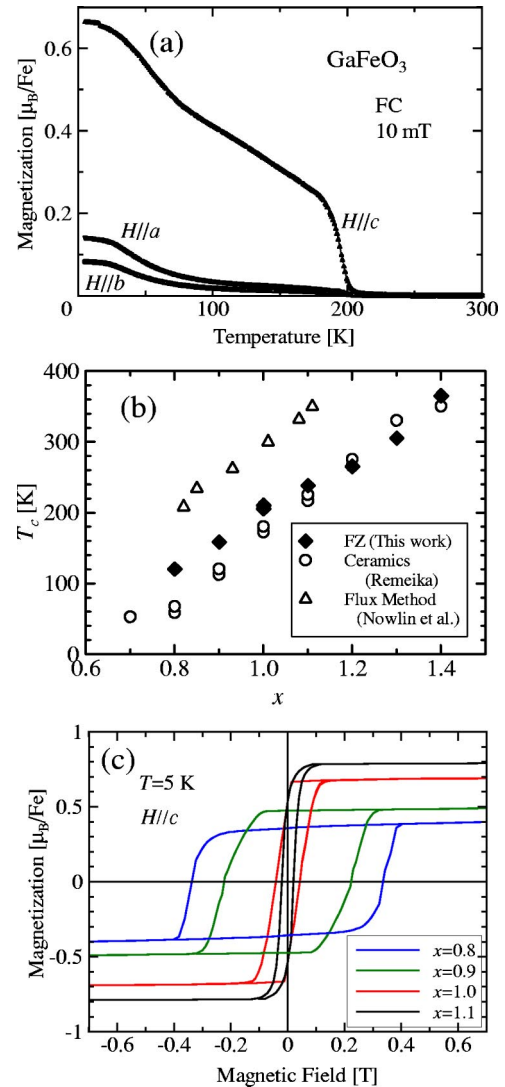 (a)
GaFeO3
FC
10 mT
H//c
H//a
H//b
Magnetization [μB/Fe]
0.6
0.4
0.2
0
100
200
300
Temperature [K]
(b)
Tc [K]
400
300
200
100
0
FZ (This work)
Ceramics
(Remeika)
Flux Method
(Nowlin et al.)
0.6
0.8
1.0
1.2
1.4
x
(c)
T=5 K
H//c
Magnetization [μB/Fe]
1
0.5
0
-0.5
-1
x=0.8
x=0.9
x=1.0
x=1.1
-0.6
-0.4
-0.2
0
0.2
0.4
0.6
Magnetic Field [T]